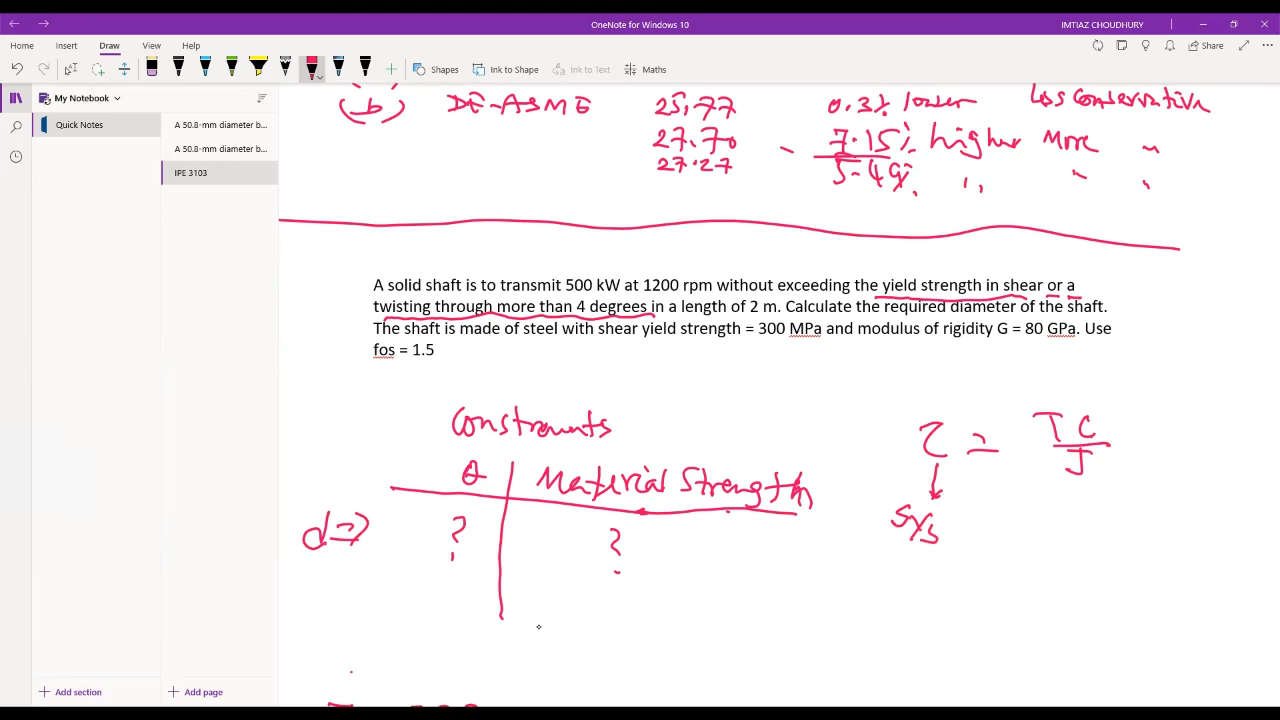 OneNote for Windows 10
IMTIAZ CHOUDHURY
Home Insert Draw View Help
Share
Shapes
Ink to Shape
Ink to Text
Maths
My Notebook
Quick Notes
A 50.8-mm diameter b...
A 50.8-mm diameter b...
IPE 3103
(b) DE-ASME 25.77 0.3% lower Less Conservative
27.70 7.15% higher More "
27.27 5.49% " " "
A solid shaft is to transmit 500 kW at 1200 rpm without exceeding the yield strength in shear or a
twisting through more than 4 degrees in a length of 2 m. Calculate the required diameter of the shaft.
The shaft is made of steel with shear yield strength = 300 MPa and modulus of rigidity G = 80 GPa. Use
fos = 1.5
Constraints
θ Material Strength
d ⇒ ? ?
τ = TC/J
Sys
Add section
Add page